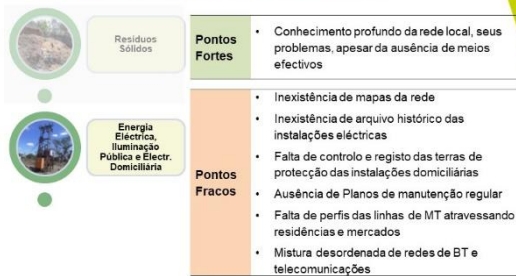 Resíduos
Sólidos
Energia
Eléctrica,
Iluminação
Pública e Electr.
Domiciliária
Pontos
Fortes
• Conhecimento profundo da rede local, seus
problemas, apesar da ausência de meios
efectivos
Pontos
Fracos
• Inexistência de mapas da rede
• Inexistência de arquivo histórico das
instalações eléctricas
• Falta de controlo e registo das terras de
protecção das instalações domiciliárias
• Ausência de Planos de manutenção regular
• Falta de perfis das linhas de MT atravessando
residências e mercados
• Mistura desordenada de redes de BT e
telecomunicações